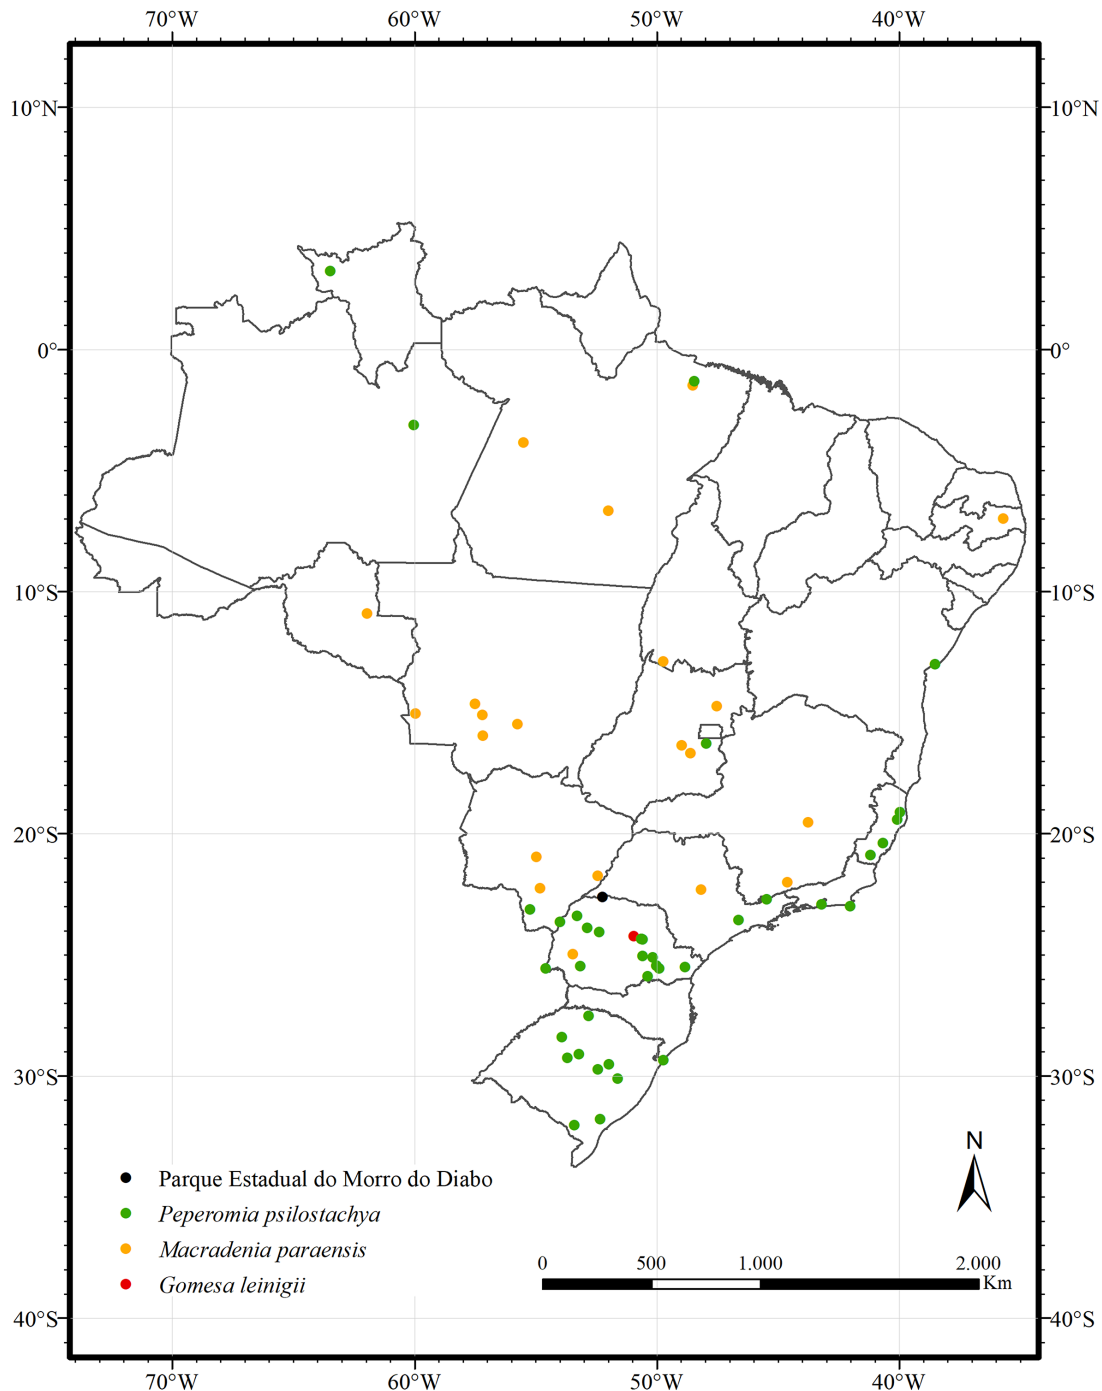 70°W 60°W 50°W 40°W
10°N 10°N
0° 0°
10°S 10°S
20°S 20°S
30°S 30°S
N
Parque Estadual do Morro do Diabo
Peperomia psilostachya
Macradenia paraensis
0 500 1.000 2.000
Km
Gomesa leinigii
40°S 40°S
70°W 60°W 50°W 40°W